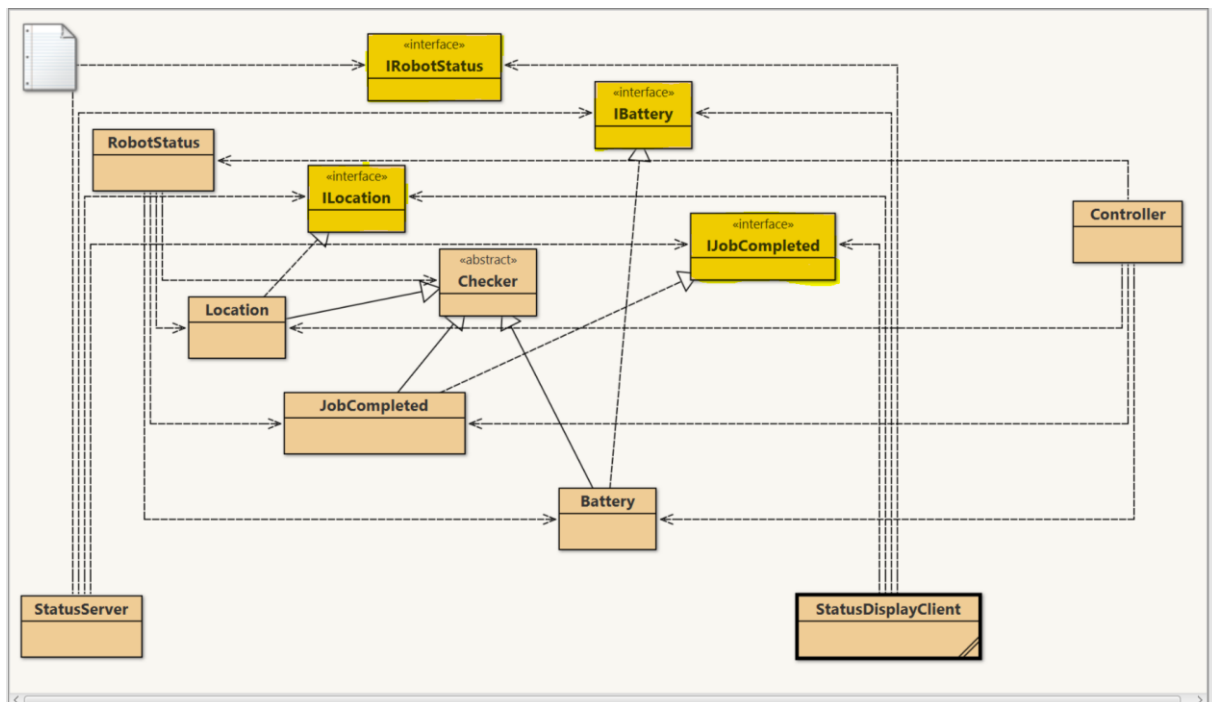 «interface»
IRobotStatus
«interface»
IBattery
RobotStatus
«interface»
ILocation
Controller
«interface»
IJobCompleted
«abstract»
Checker
Location
JobCompleted
Battery
StatusServer
StatusDisplayClient